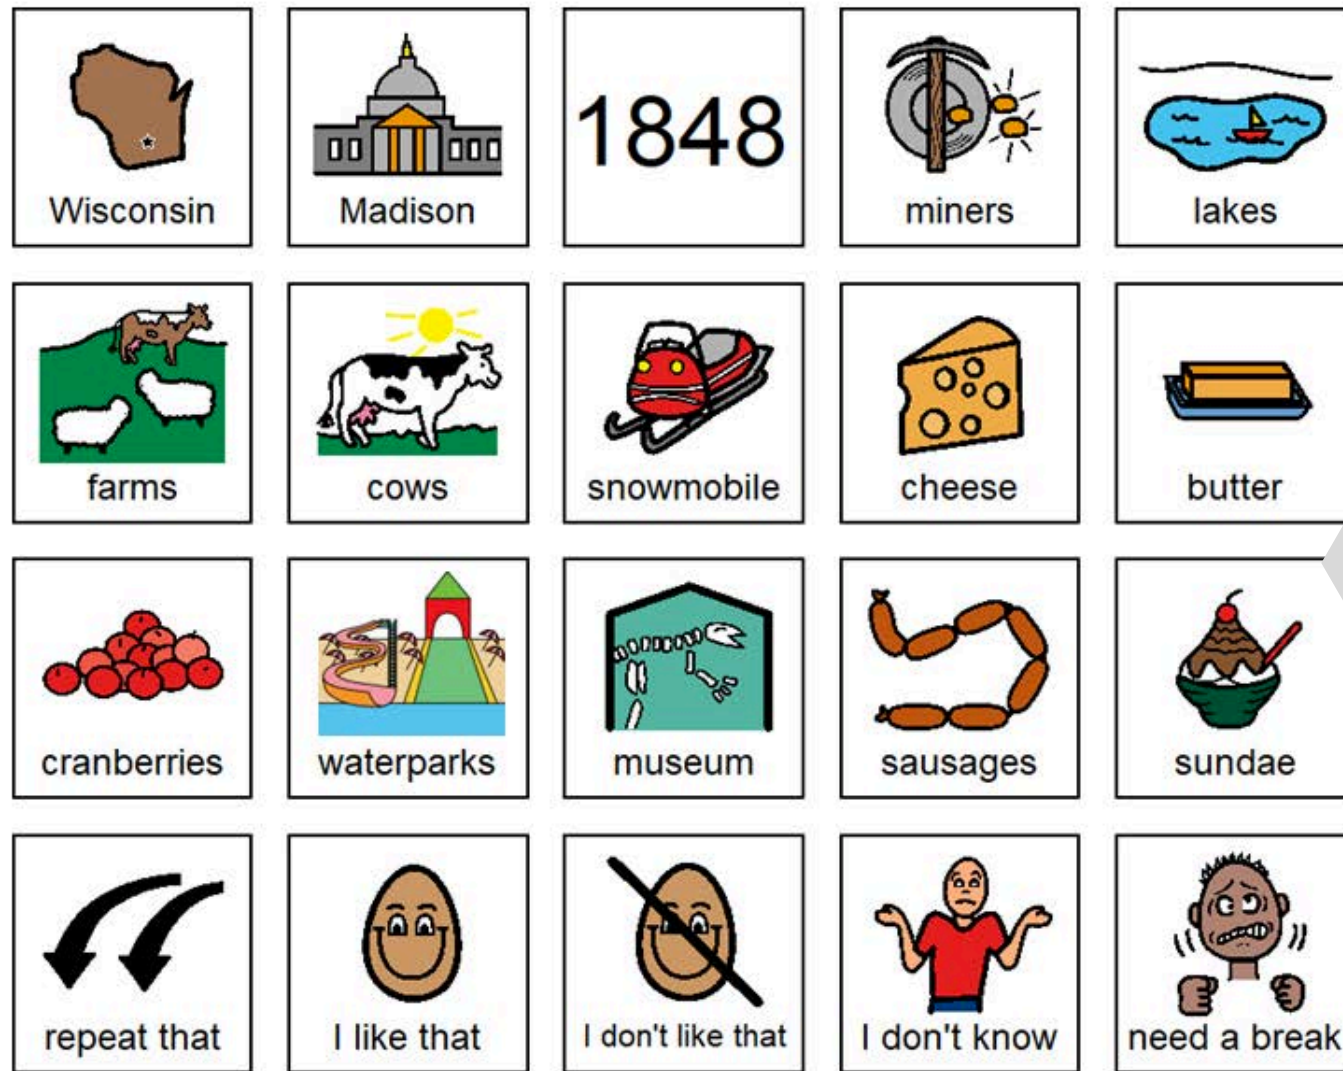 Wisconsin
Madison
1848
miners
lakes
farms
cows
snowmobile
cheese
butter
cranberries
waterparks
museum
sausages
sundae
repeat that
I like that
I don't like that
I don't know
need a break